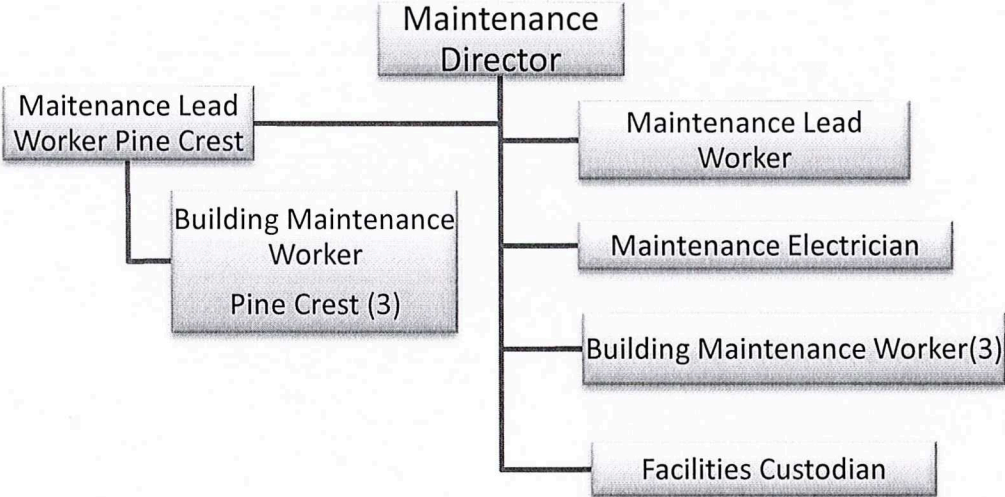 Maintenance
Director
Maitenance Lead
Worker Pine Crest
Building Maintenance
Worker
Pine Crest (3)
Maintenance Lead
Worker
Maintenance Electrician
Building Maintenance Worker(3)
Facilities Custodian